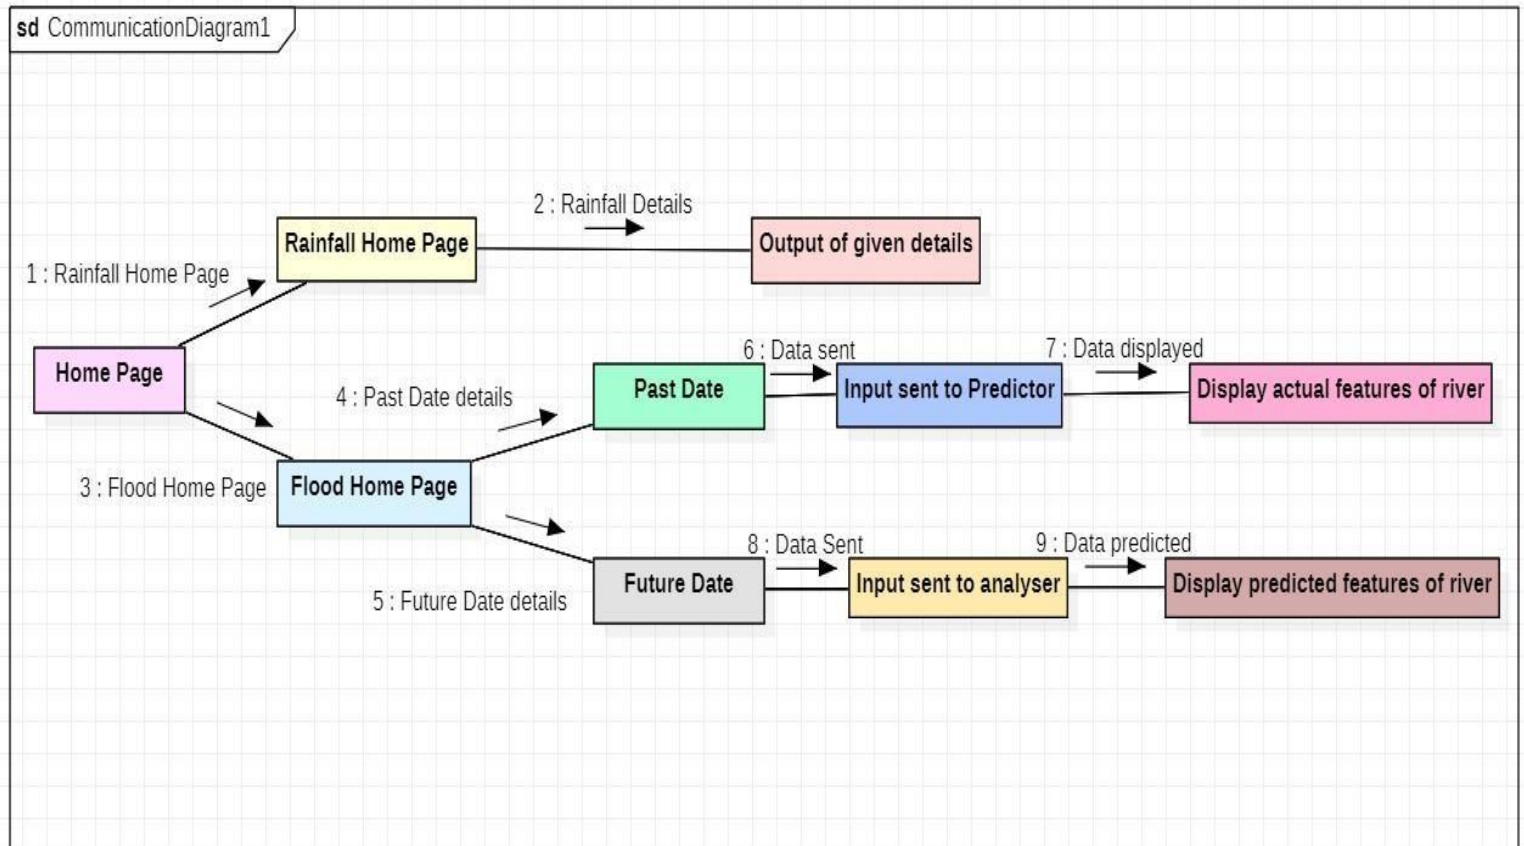 sd CommunicationDiagram1
2 : Rainfall Details
Rainfall Home Page
Output of given details
1 : Rainfall Home Page
Home Page
4 : Past Date details
6 : Data sent
7 : Data displayed
Past Date
Input sent to Predictor
Display actual features of river
3 : Flood Home Page
Flood Home Page
8 : Data Sent
9 : Data predicted
5 : Future Date details
Future Date
Input sent to analyser
Display predicted features of river